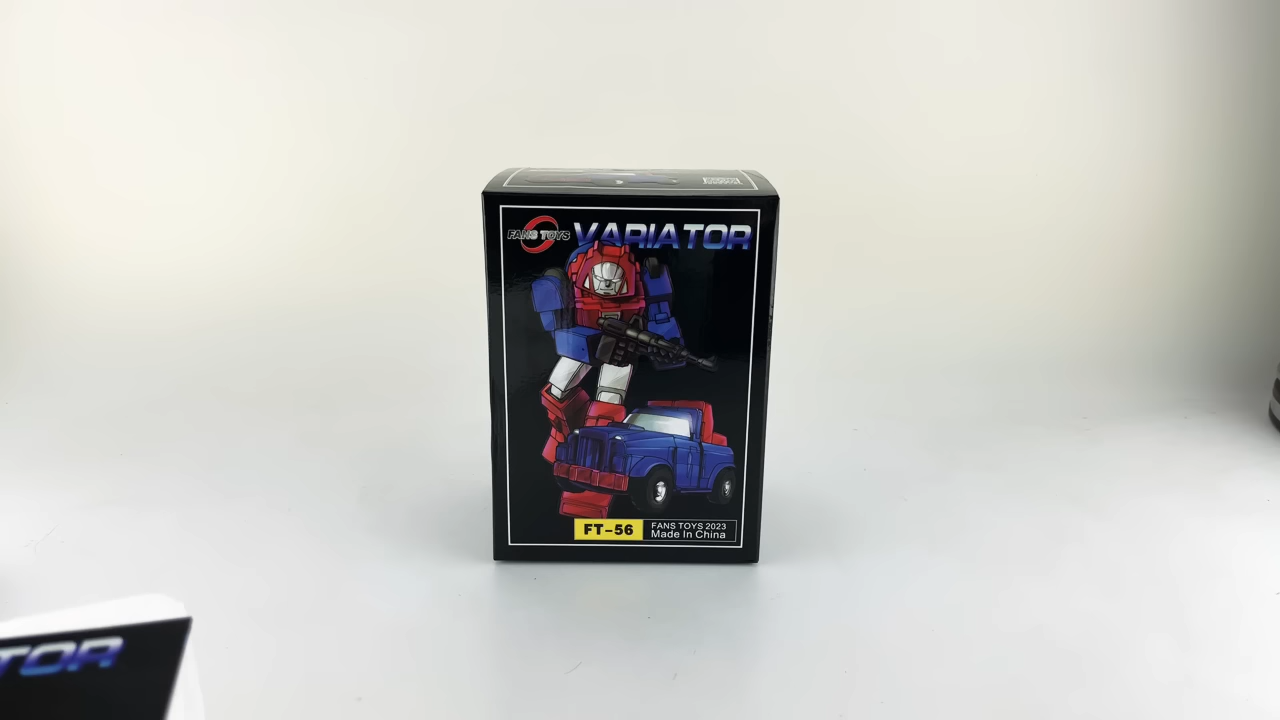 FANS TOYS
VARIATOR
FT-56
FANS TOYS 2023
Made In China
TOR